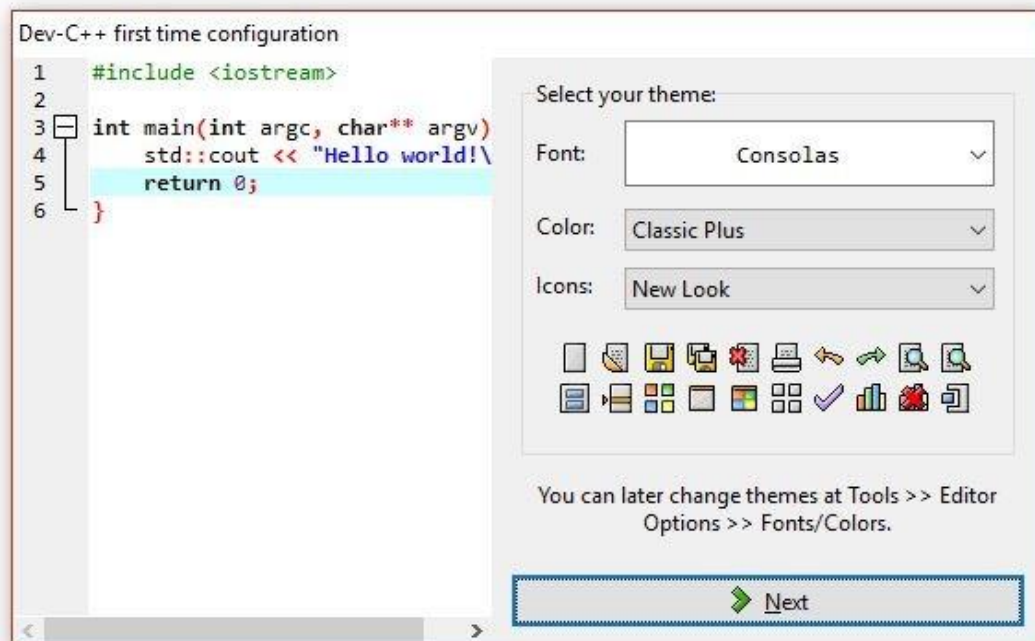 Dev-C++ first time configuration
1 #include <iostream>
2
3 int main(int argc, char** argv)
4 std::cout << "Hello world!\
5 return 0;
6 }
Select your theme:
Font: Consolas
Color: Classic Plus
Icons: New Look
You can later change themes at Tools >> Editor
Options >> Fonts/Colors.
Next